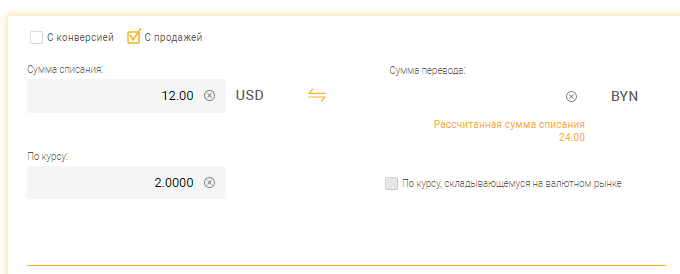 С конверсией
С продажей
Сумма списания:
Сумма перевода:
12.00
USD
BYN
Рассчитанная сумма списания
24.00
По курсу:
2.0000
По курсу, складывающемуся на валютном рынке